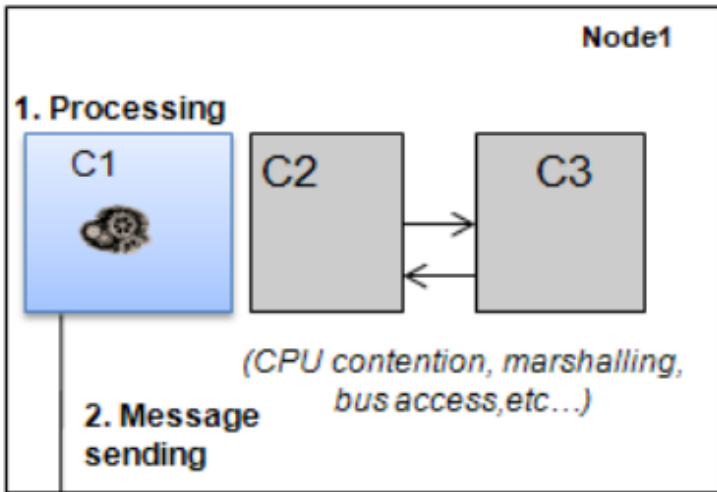 Node1
1. Processing
C1
C2
C3
(CPU contention, marshalling,
bus access,etc...)
2. Message
sending